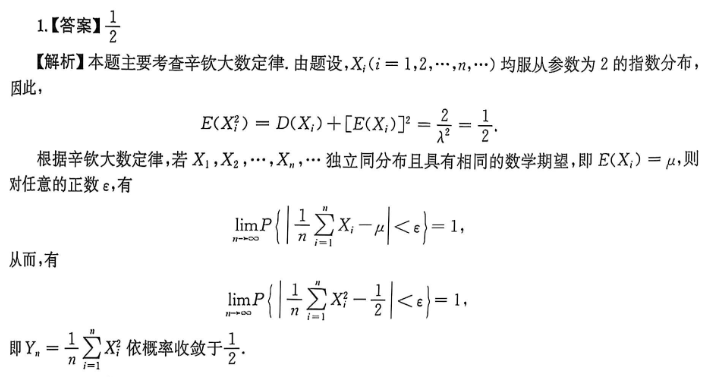 1.【答案】$\frac{1}{2}$
【解析】本题主要考查辛钦大数定律.由题设,$X_i(i=1,2,\cdots,n,\cdots)$均服从参数为2的指数分布,
因此,
$E(X_i^2)=D(X_i)+[E(X_i)]^2=\frac{2}{\lambda^2}=\frac{1}{2}.$
根据辛钦大数定律,若$X_1,X_2,\cdots,X_n,\cdots$独立同分布且具有相同的数学期望,即$E(X_i)=\mu$,则
对任意的正数ε,有
$\lim_{n\to\infty}P\left\{\left|\frac{1}{n}\sum_{i=1}^{n}X_i-\mu\right|<\varepsilon\right\}=1,$
从而,有
$\lim_{n\to\infty}P\left\{\left|\frac{1}{n}\sum_{i=1}^{n}X_i^2-\frac{1}{2}\right|<\varepsilon\right\}=1,$
即$Y_n=\frac{1}{n}\sum_{i=1}^{n}X_i^2$依概率收敛于$\frac{1}{2}$.